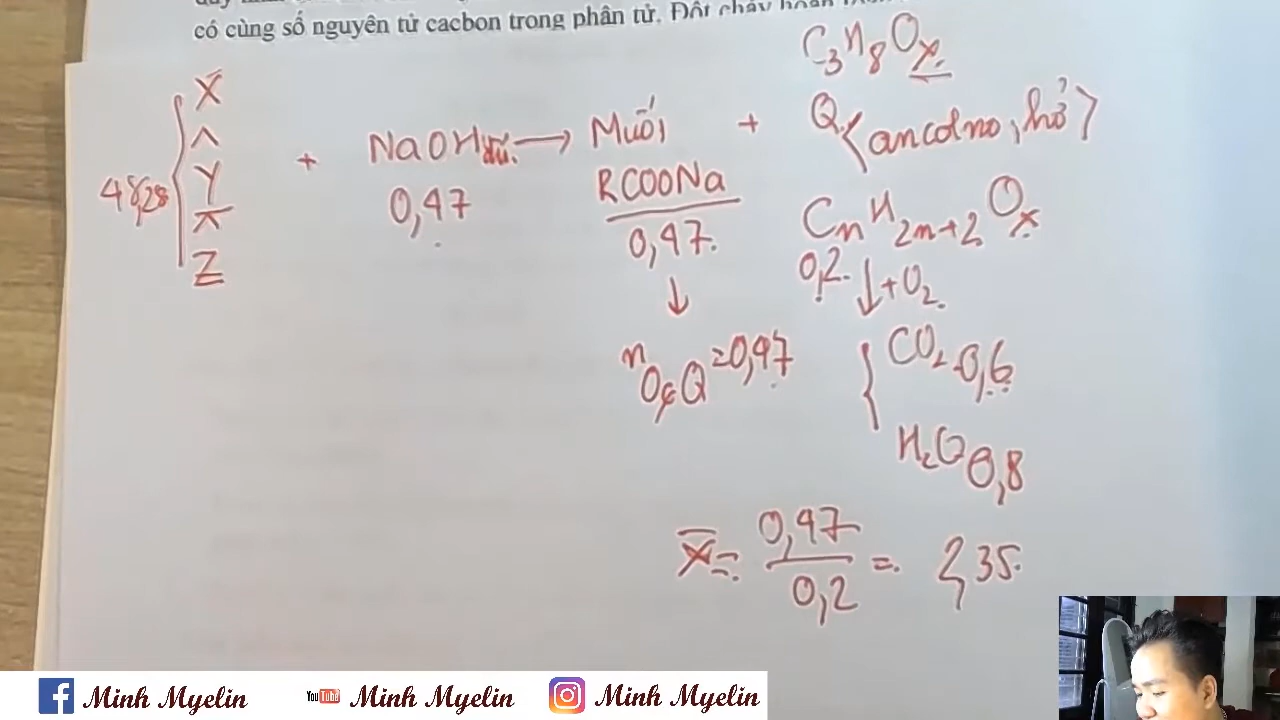 có cùng số nguyên tử cacbon trong phân tử. Đốt cháy hoàn
C3H8Ox
X
^
Y
^
Z
48,28
+ NaOH đủ. → Muối + Q < ancol no, hở >
0,47
RCOONa
0,47.
CnH2n+2Ox
0,2. ↓ +O2
↓
nO∈Q = 0,47
CO2 0,6
H2O 0,8
x̄ = 0,47 / 0,2 = 2,35.
Minh Myelin
YouTube Minh Myelin
Minh Myelin